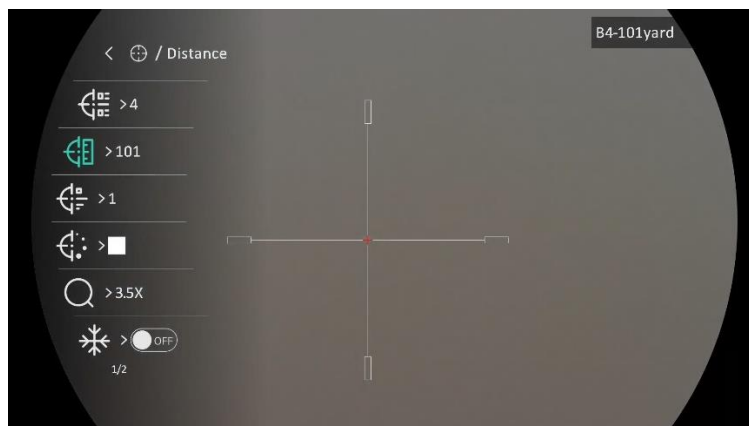 / Distance
B4-101yard
>4
>101
>1
>
>3.5X
> OFF
1/2